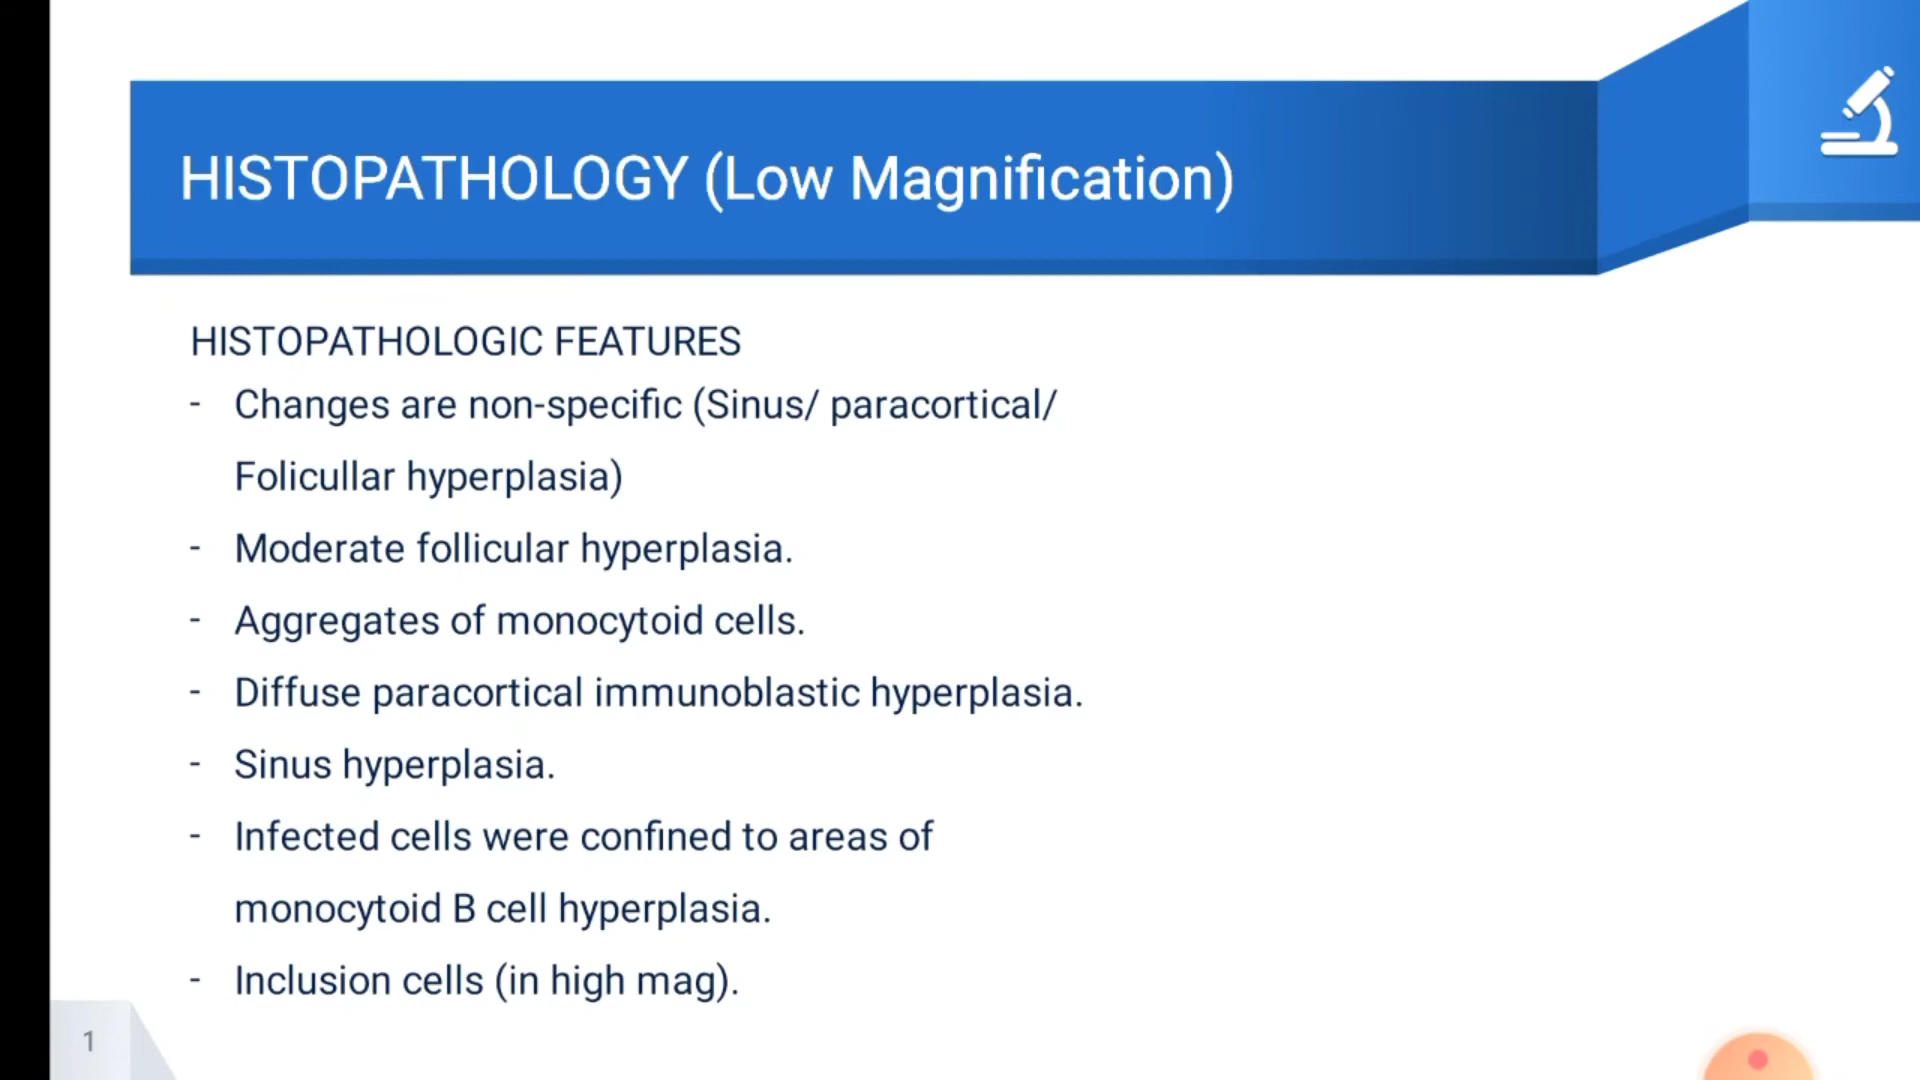 HISTOPATHOLOGY (Low Magnification)
HISTOPATHOLOGIC FEATURES
- Changes are non-specific (Sinus/ paracortical/
Folicullar hyperplasia)
- Moderate follicular hyperplasia.
- Aggregates of monocytoid cells.
- Diffuse paracortical immunoblastic hyperplasia.
- Sinus hyperplasia.
- Infected cells were confined to areas of
monocytoid B cell hyperplasia.
- Inclusion cells (in high mag).
1